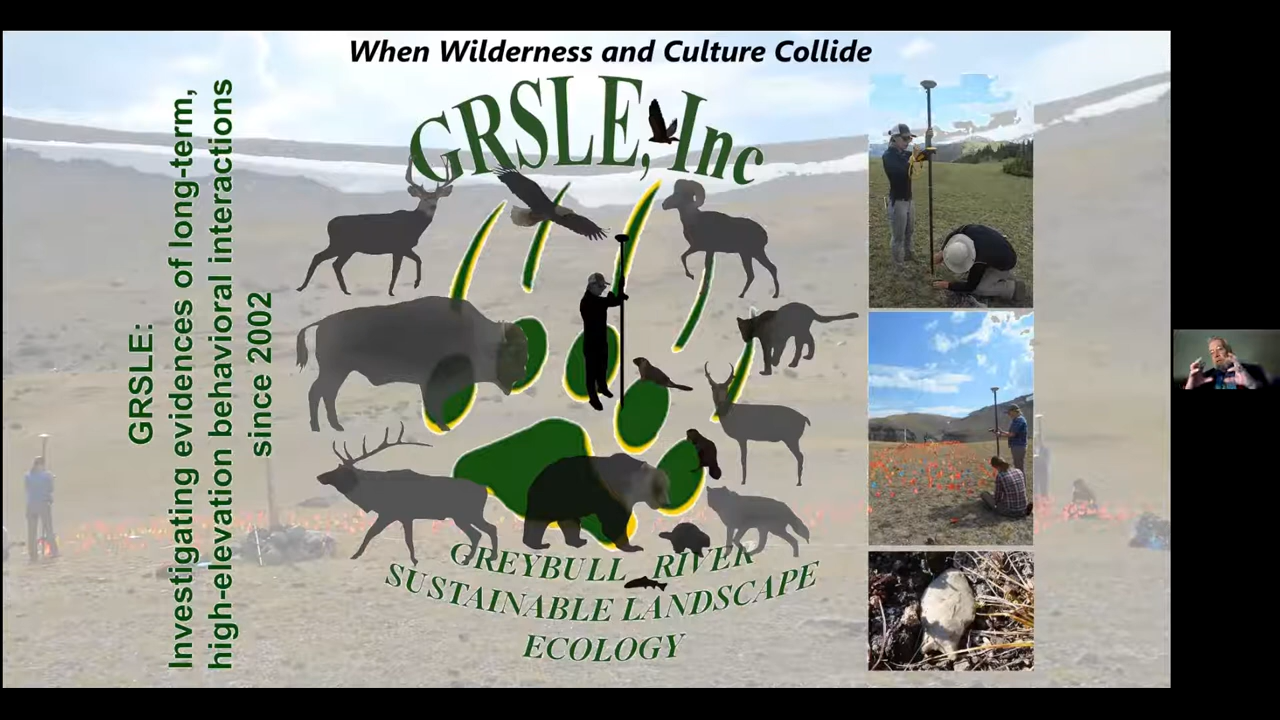 When Wilderness and Culture Collide
GRSLE, Inc
GRSLE:
Investigating evidences of long-term,
high-elevation behavioral interactions
since 2002
GREYBULL RIVER
SUSTAINABLE LANDSCAPE
ECOLOGY